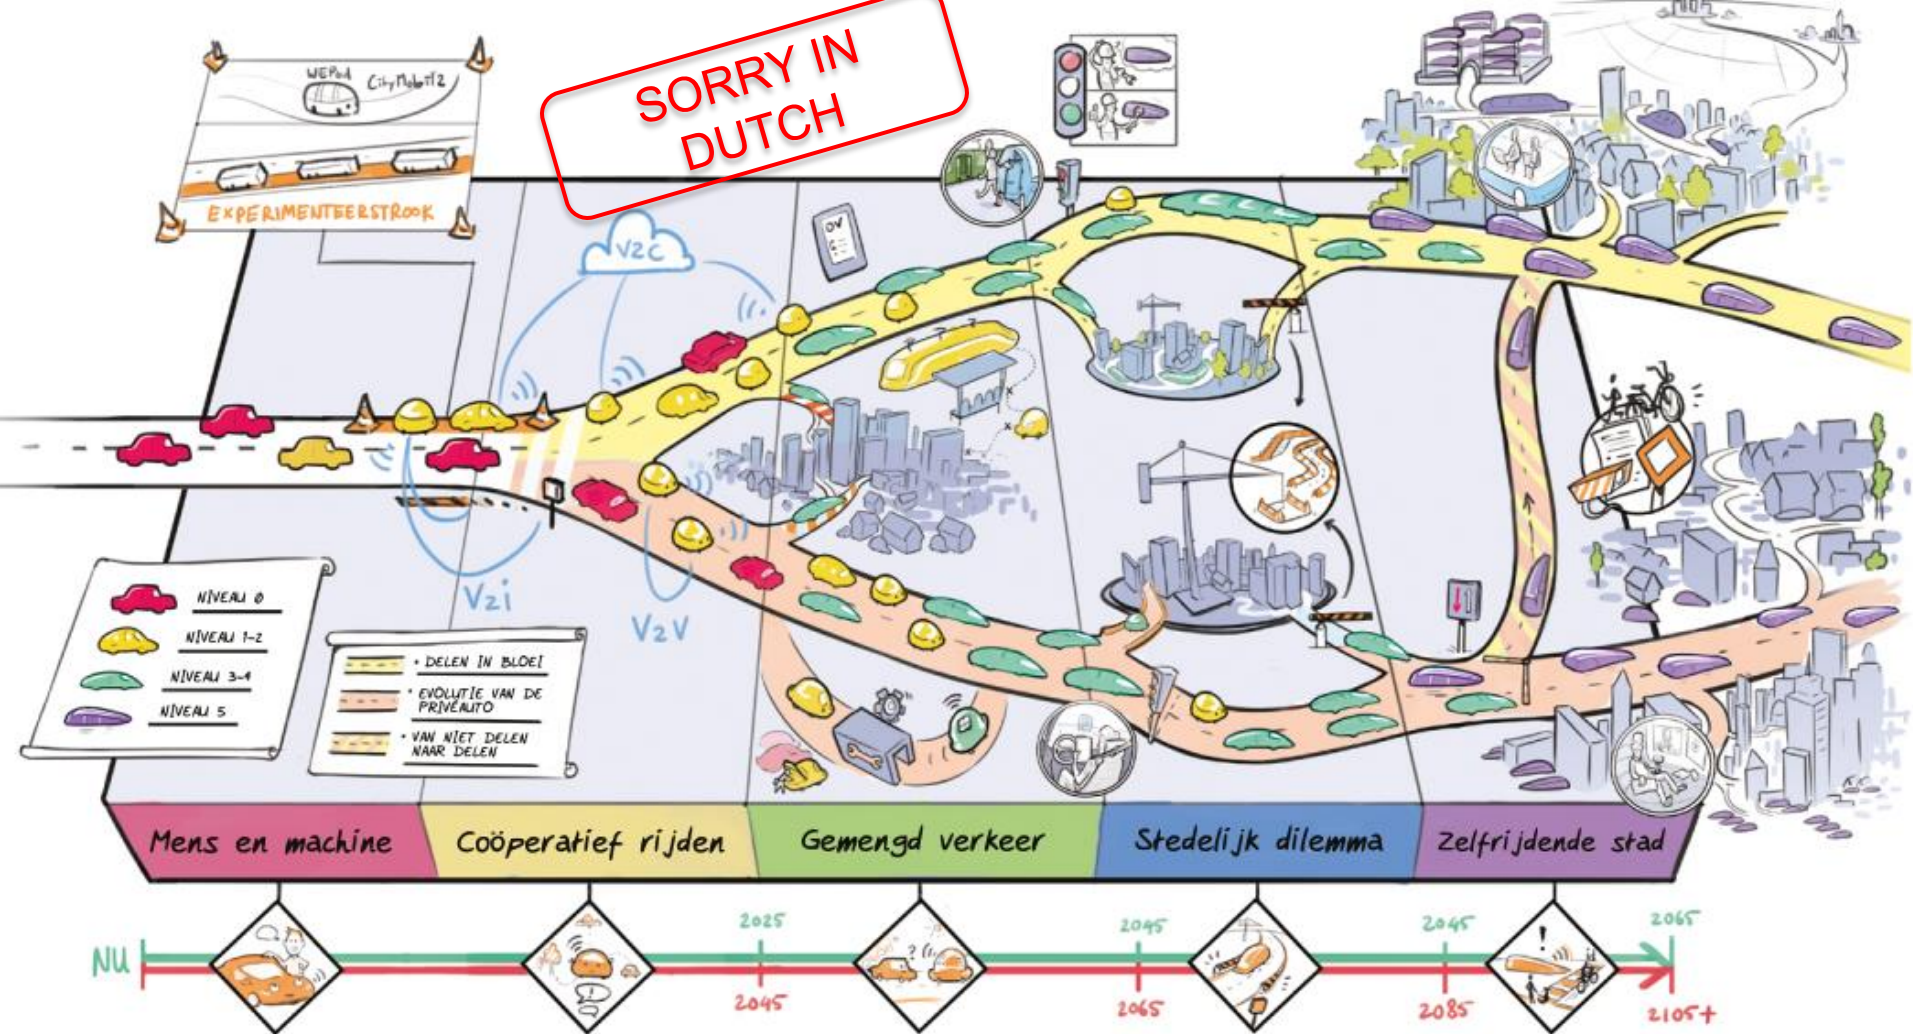 SORRY IN
DUTCH
WEPod
CityMobil2
EXPERIMENTEERSTROOK
V2C
OV
V2i
V2V
NIVEAU 0
NIVEAU 1-2
NIVEAU 3-4
NIVEAU 5
• DELEN IN BLOEI
• EVOLUTIE VAN DE
PRIVÉAUTO
• VAN NIET DELEN
NAAR DELEN
Mens en machine
Coöperatief rijden
Gemengd verkeer
Stedelijk dilemma
Zelfrijdende stad
NU
2025
2045
2045
2065
2045
2065
2085
2105+